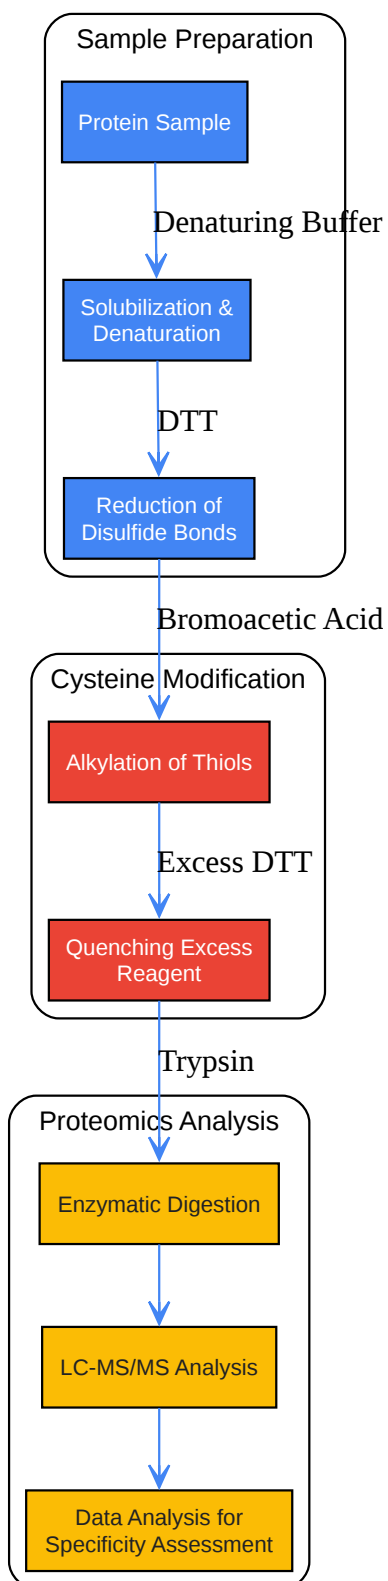 Sample Preparation
Protein Sample
Denaturing Buffer
Solubilization &
Denaturation
DTT
Reduction of
Disulfide Bonds
Bromoacetic Acid
Cysteine Modification
Alkylation of Thiols
Excess DTT
Quenching Excess
Reagent
Trypsin
Proteomics Analysis
Enzymatic Digestion
LC-MS/MS Analysis
Data Analysis for
Specificity Assessment